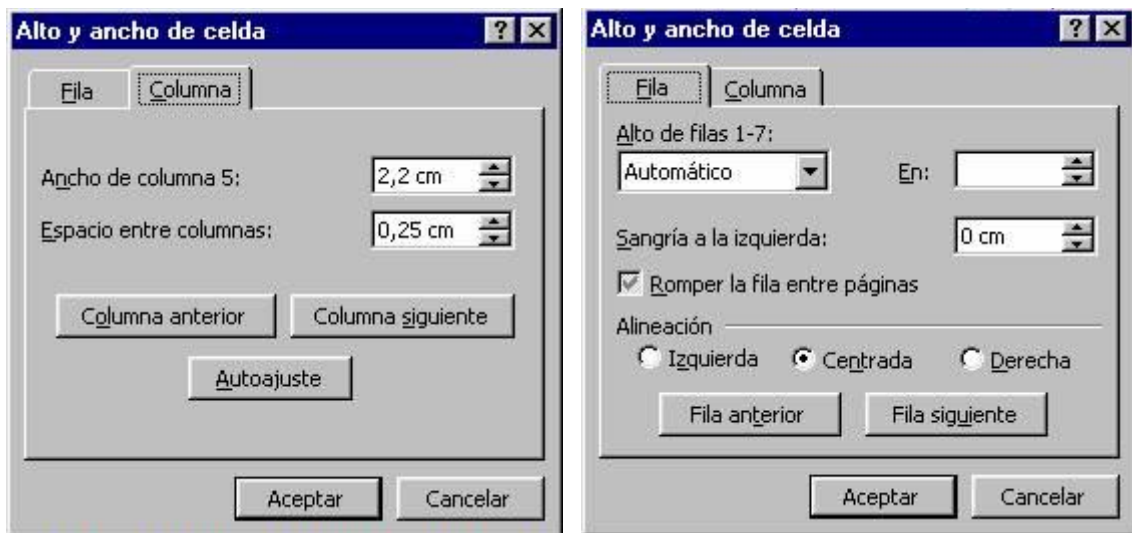 Alto y ancho de celda
Fila Columna
Ancho de columna 5: 2,2 cm
Espacio entre columnas: 0,25 cm
Columna anterior Columna siguiente
Autoajuste
Aceptar Cancelar
Alto y ancho de celda
Fila Columna
Alto de filas 1-7:
Automático En:
Sangría a la izquierda: 0 cm
Romper la fila entre páginas
Alineación
Izquierda Centrada Derecha
Fila anterior Fila siguiente
Aceptar Cancelar